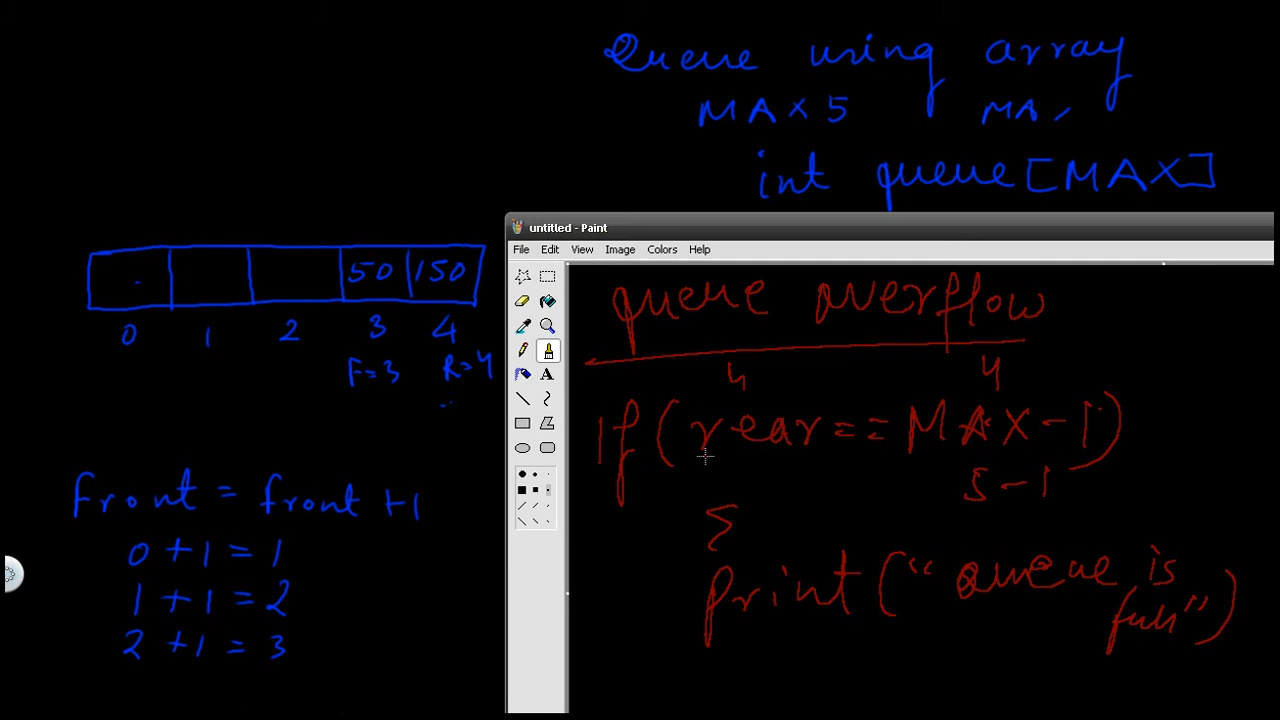 Queue using array
MAX 5 MA
int queue[MAX]
untitled - Paint
File Edit View Image Colors Help
queue overflow
50 150
0 1 2 3 4
F=3 R=4
4 4
if(rear==MAX-1)
5-1
{
print("Queue is
full")
front = front +1
0+1=1
1+1=2
2+1=3